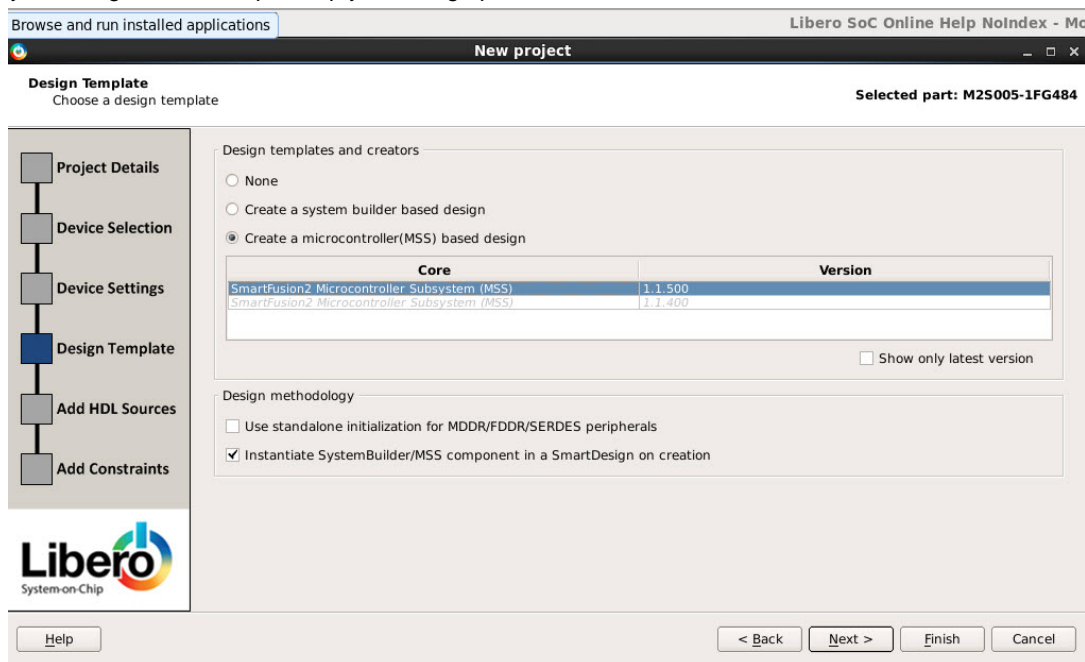 Browse and run installed applications
Libero SoC Online Help NoIndex - Mo
New project
Design Template
Choose a design template
Selected part: M2S005-1FG484
Project Details
Device Selection
Device Settings
Design Template
Add HDL Sources
Add Constraints
Design templates and creators
None
Create a system builder based design
Create a microcontroller(MSS) based design
Core Version
SmartFusion2 Microcontroller Subsystem (MSS) 1.1.500
SmartFusion2 Microcontroller Subsystem (MSS) 1.1.400
Show only latest version
Design methodology
Use standalone initialization for MDDR/FDDR/SERDES peripherals
Instantiate SystemBuilder/MSS component in a SmartDesign on creation
Libero
System-on-Chip
Help
< Back Next > Finish Cancel